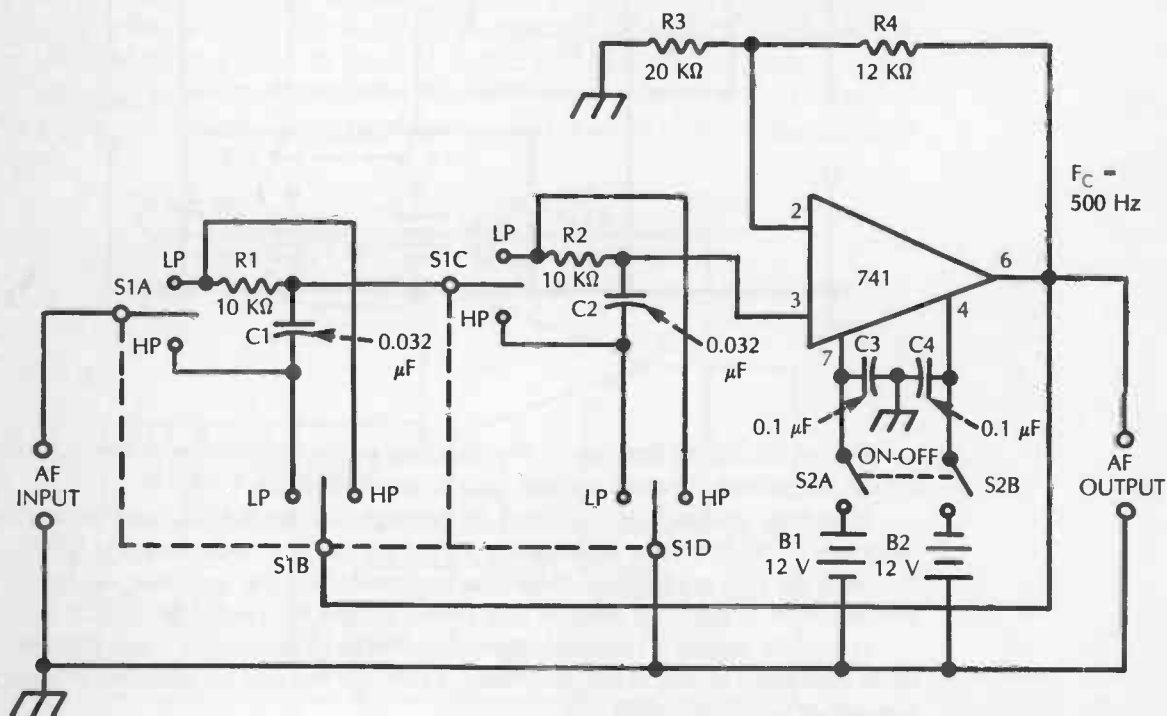 R3
20 KΩ
R4
12 KΩ
F_C =
500 Hz
LP
R1
10 KΩ
S1A
HP
C1
0.032
μF
LP
R2
10 KΩ
S1C
HP
C2
0.032
μF
2
3
741
6
4
7
C3
C4
0.1 μF
0.1 μF
ON-OFF
S2A
S2B
AF
INPUT
LP
HP
S1B
LP
HP
S1D
B1
12 V
B2
12 V
AF
OUTPUT